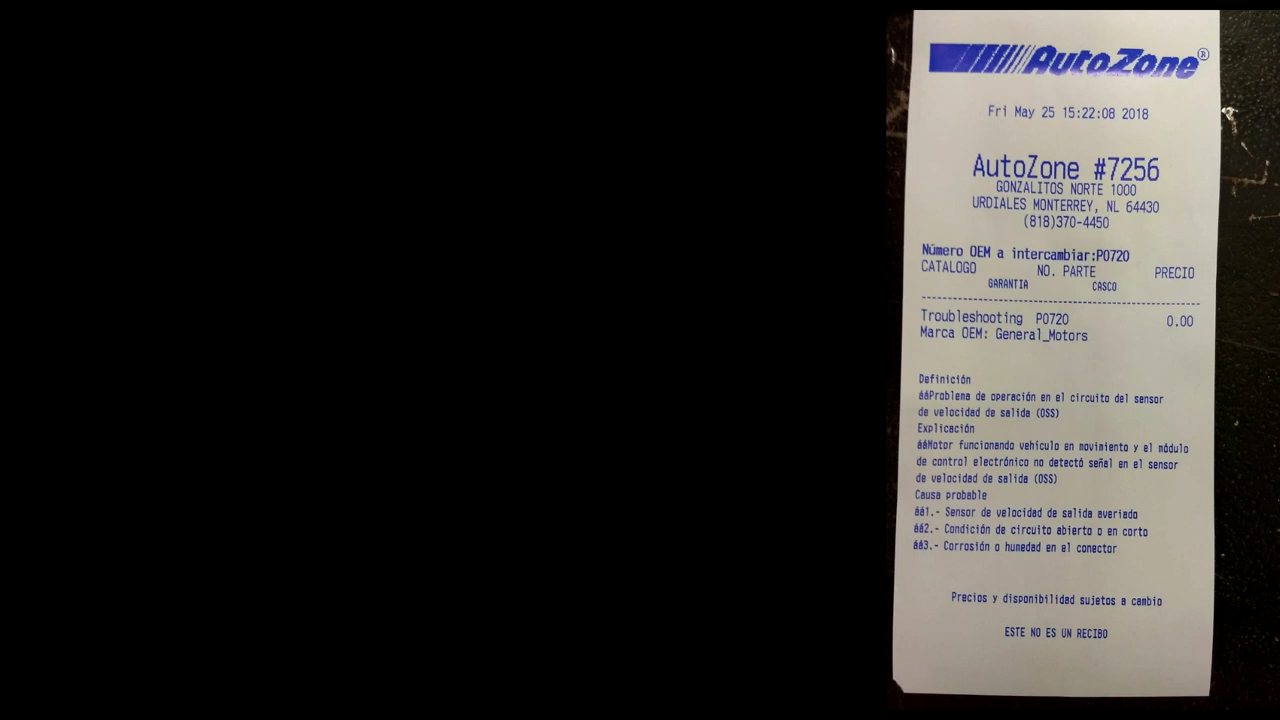 AutoZone®
Fri May 25 15:22:08 2018
AutoZone #7256
GONZALITOS NORTE 1000
URDIALES MONTERREY, NL 64430
(818)370-4450
Número OEM a intercambiar:P0720
CATALOGO NO. PARTE PRECIO
GARANTIA CASCO
Troubleshooting P0720 0.00
Marca OEM: General_Motors
Definición
ááProblema de operación en el circuito del sensor
de velocidad de salida (OSS)
Explicación
ááMotor funcionando vehículo en movimiento y el módulo
de control electrónico no detectó señal en el sensor
de velocidad de salida (OSS)
Causa probable
áá1.- Sensor de velocidad de salida averiado
áá2.- Condición de circuito abierto o en corto
áá3.- Corrosión o humedad en el conector
Precios y disponibilidad sujetos a cambio
ESTE NO ES UN RECIBO